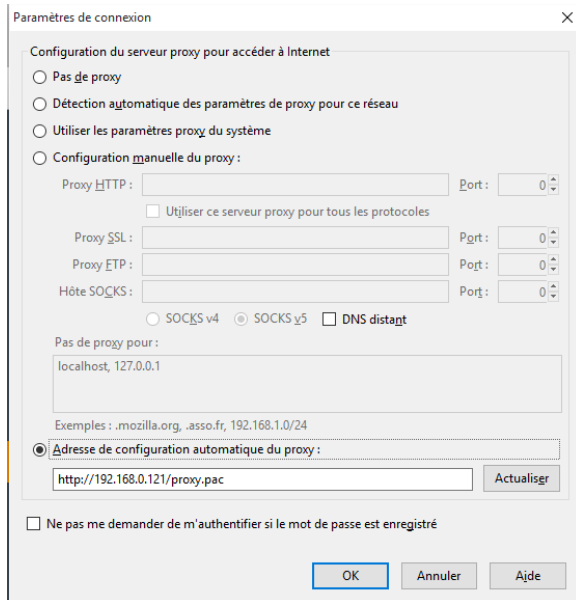 Paramètres de connexion
Configuration du serveur proxy pour accéder à Internet
Pas de proxy
Détection automatique des paramètres de proxy pour ce réseau
Utiliser les paramètres proxy du système
Configuration manuelle du proxy :
Proxy HTTP : Port : 0
Utiliser ce serveur proxy pour tous les protocoles
Proxy SSL : Port : 0
Proxy FTP : Port : 0
Hôte SOCKS : Port : 0
SOCKS v4 SOCKS v5 DNS distant
Pas de proxy pour :
localhost, 127.0.0.1
Exemples : .mozilla.org, .asso.fr, 192.168.1.0/24
Adresse de configuration automatique du proxy :
http://192.168.0.121/proxy.pac Actualiser
Ne pas me demander de m'authentifier si le mot de passe est enregistré
OK Annuler Aide